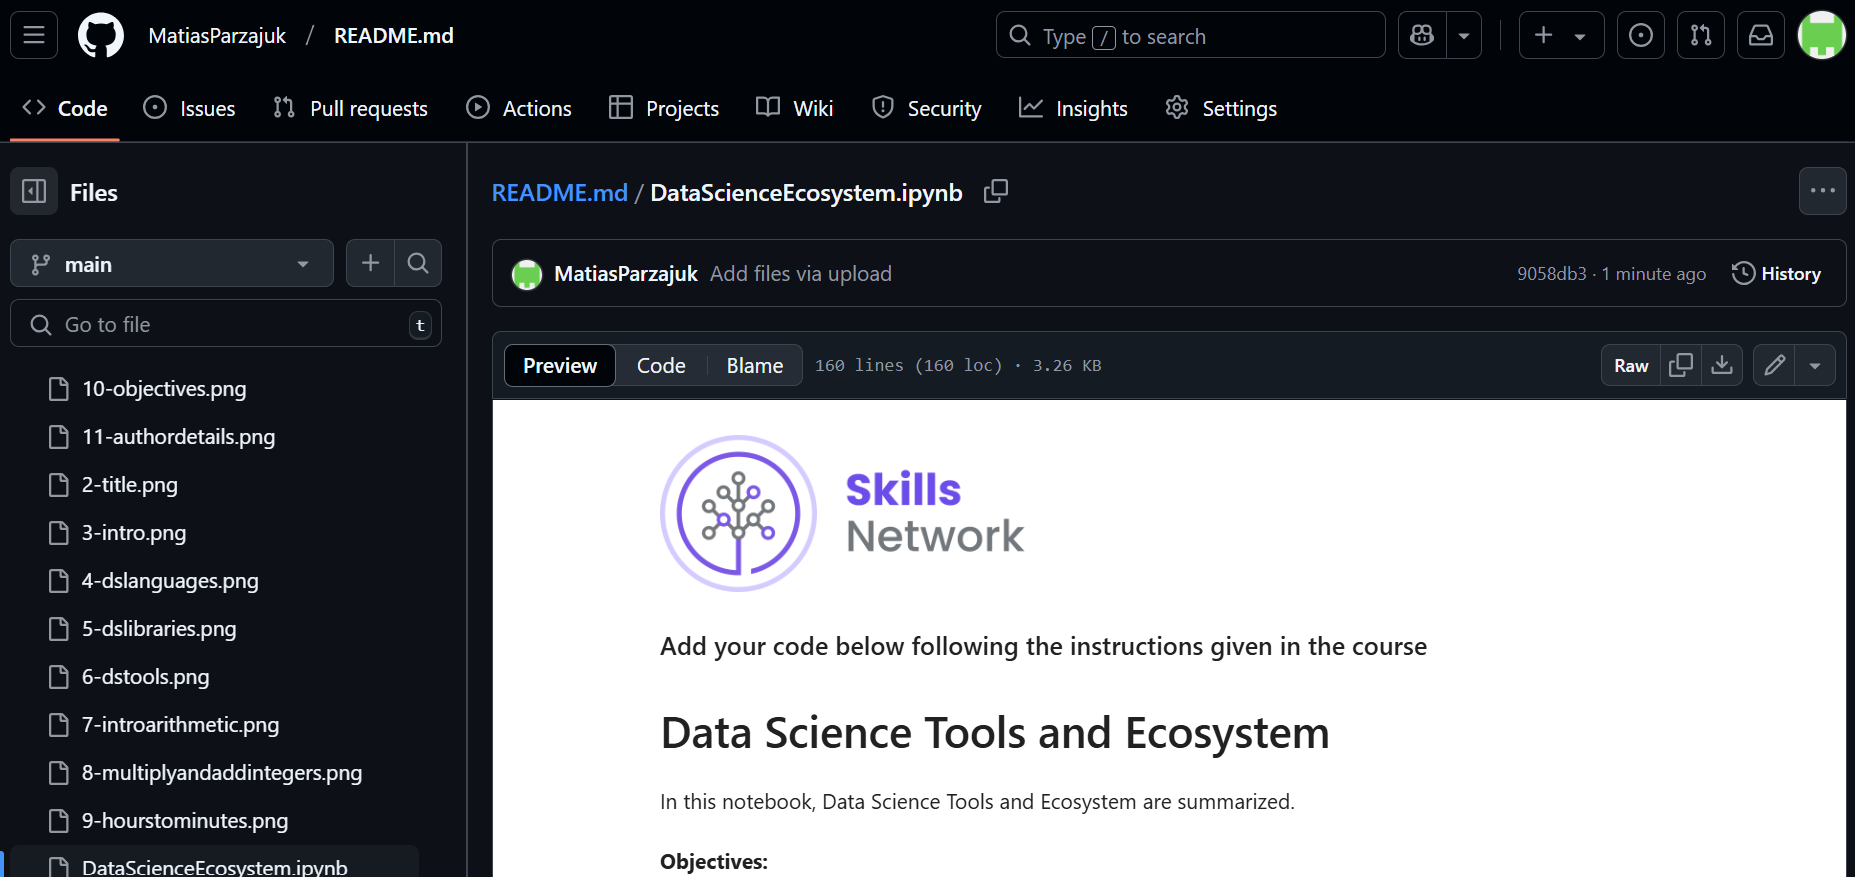 MatiasParzajuk / README.md
Type / to search
Code Issues Pull requests Actions Projects Wiki Security Insights Settings
Files
main
Go to file t
10-objectives.png
11-authordetails.png
2-title.png
3-intro.png
4-dslanguages.png
5-dslibraries.png
6-dstools.png
7-introarithmetic.png
8-multiplyandaddintegers.png
9-hourstominutes.png
DataScienceEcosystem.ipynb
README.md / DataScienceEcosystem.ipynb
MatiasParzajuk Add files via upload 9058db3 · 1 minute ago History
Preview Code Blame 160 lines (160 loc) · 3.26 KB Raw
Skills
Network
Add your code below following the instructions given in the course
Data Science Tools and Ecosystem
In this notebook, Data Science Tools and Ecosystem are summarized.
Objectives: